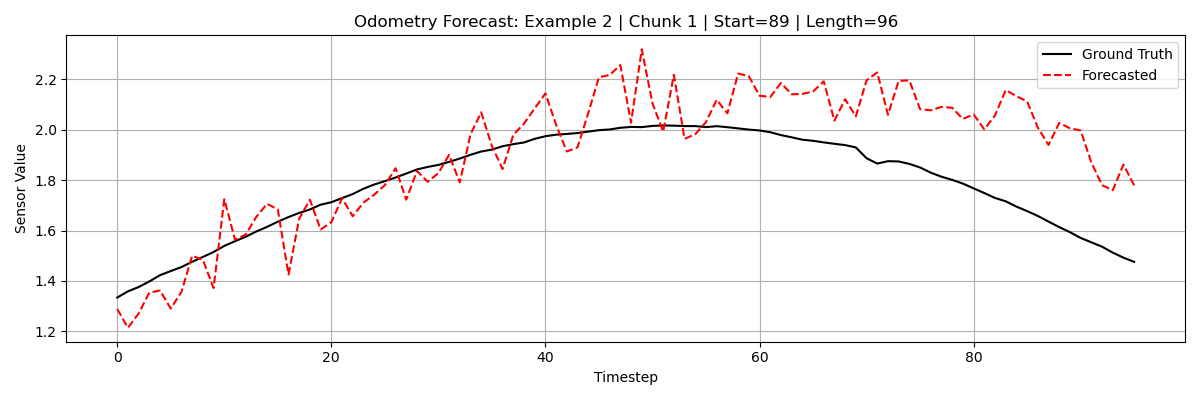 Odometry Forecast: Example 2 | Chunk 1 | Start=89 | Length=96
Ground Truth
Forecasted
Sensor Value
2.2
2.0
1.8
1.6
1.4
1.2
0
20
40
60
80
Timestep